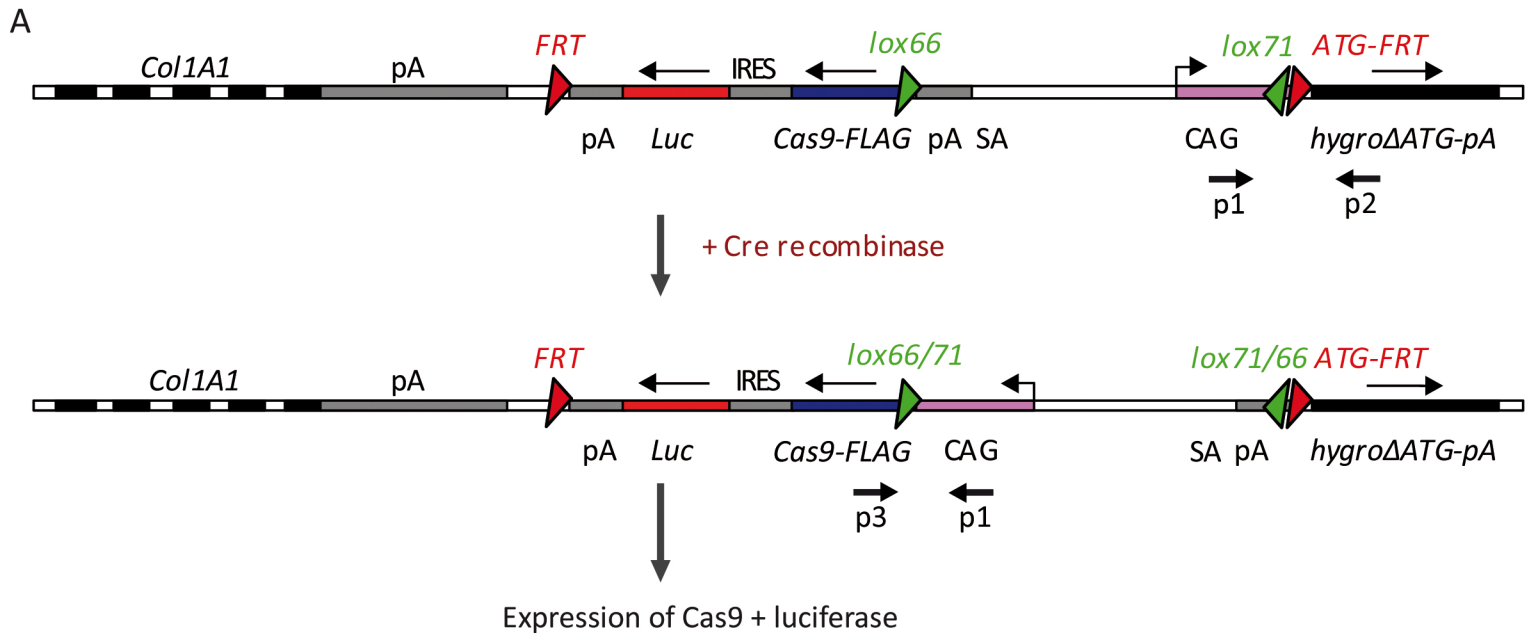 A
FRT lox66 lox71 ATG-FRT
Col1A1 pA IRES
pA Luc Cas9-FLAG pA SA CAG hygroΔATG-pA
p1 p2
+ Cre recombinase
FRT lox66/71 lox71/66 ATG-FRT
Col1A1 pA IRES
pA Luc Cas9-FLAG CAG SA pA hygroΔATG-pA
p3 p1
Expression of Cas9 + luciferase